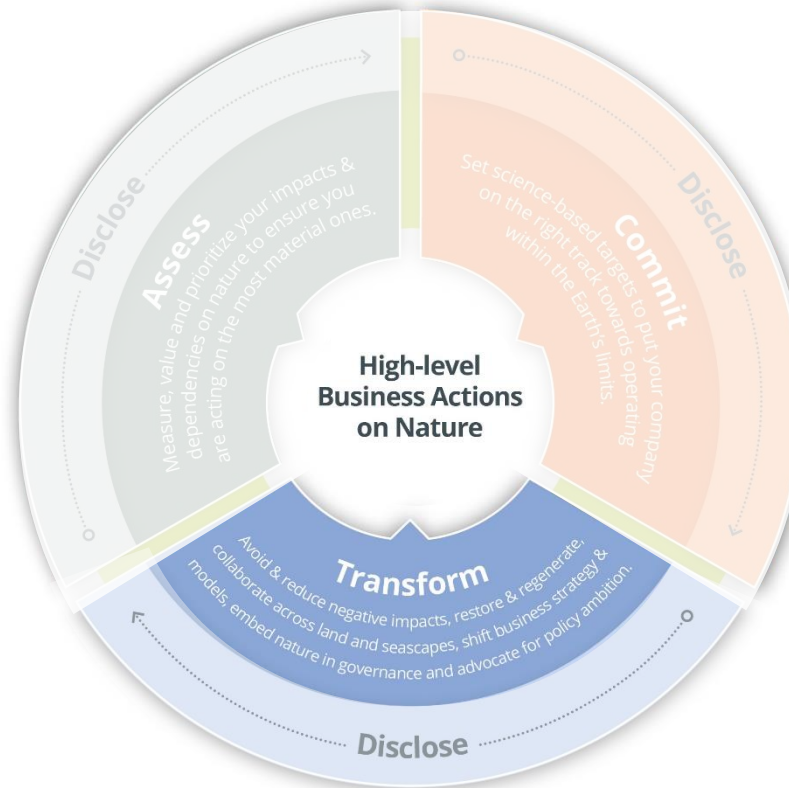 High-level
Business Actions
on Nature
Disclose
Assess
Measure, value and prioritize your impacts &
dependencies on nature to ensure you
are acting on the most material ones.
Disclose
Commit
Set science-based targets to put your company
on the right track towards operating
within the Earth's limits.
Transform
Avoid & reduce negative impacts, restore & regenerate,
collaborate across land and seascapes, shift business strategy &
models, embed nature in governance and advocate for policy ambition.
Disclose